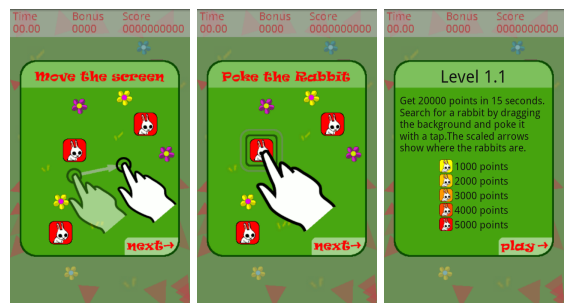 Time Bonus Score
00.00 0000 0000000000
Move the screen
next→
Time Bonus Score
00.00 0000 0000000000
Poke the Rabbit
next→
Time Bonus Score
00.00 0000 0000000000
Level 1.1
Get 20000 points in 15 seconds.
Search for a rabbit by dragging
the background and poke it
with a tap.The scaled arrows
show where the rabbits are.
1000 points
2000 points
3000 points
4000 points
5000 points
play→